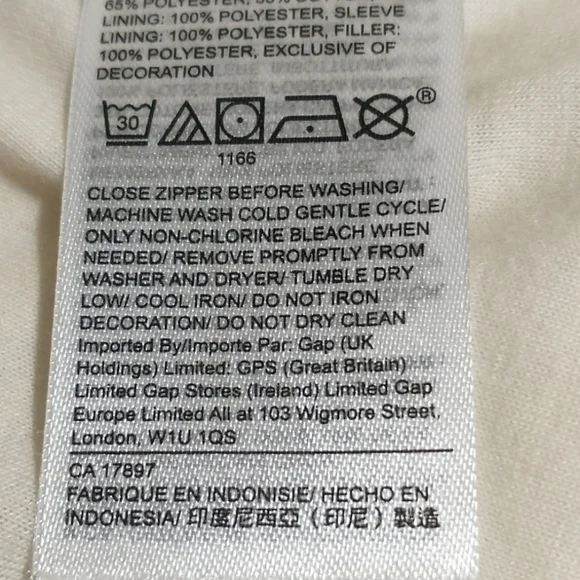 65% POLYESTER, 35%
LINING: 100% POLYESTER, SLEEVE
LINING: 100% POLYESTER, FILLER:
100% POLYESTER, EXCLUSIVE OF
DECORATION
30
®
1166
CLOSE ZIPPER BEFORE WASHING/
MACHINE WASH COLD GENTLE CYCLE/
ONLY NON-CHLORINE BLEACH WHEN
NEEDED/ REMOVE PROMPTLY FROM
WASHER AND DRYER/ TUMBLE DRY
LOW/ COOL IRON/ DO NOT IRON
DECORATION/ DO NOT DRY CLEAN
Imported By/Importe Par: Gap (UK
Holdings) Limited: GPS (Great Britain)
Limited Gap Stores (Ireland) Limited Gap
Europe Limited All at 103 Wigmore Street,
London, W1U 1QS
CA 17897
FABRIQUE EN INDONISIE/ HECHO EN
INDONESIA/ 印度尼西亞 (印尼) 製造